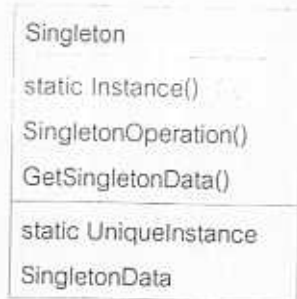 Singleton
static Instance()
SingletonOperation()
GetSingletonData()
static UniqueInstance
SingletonData